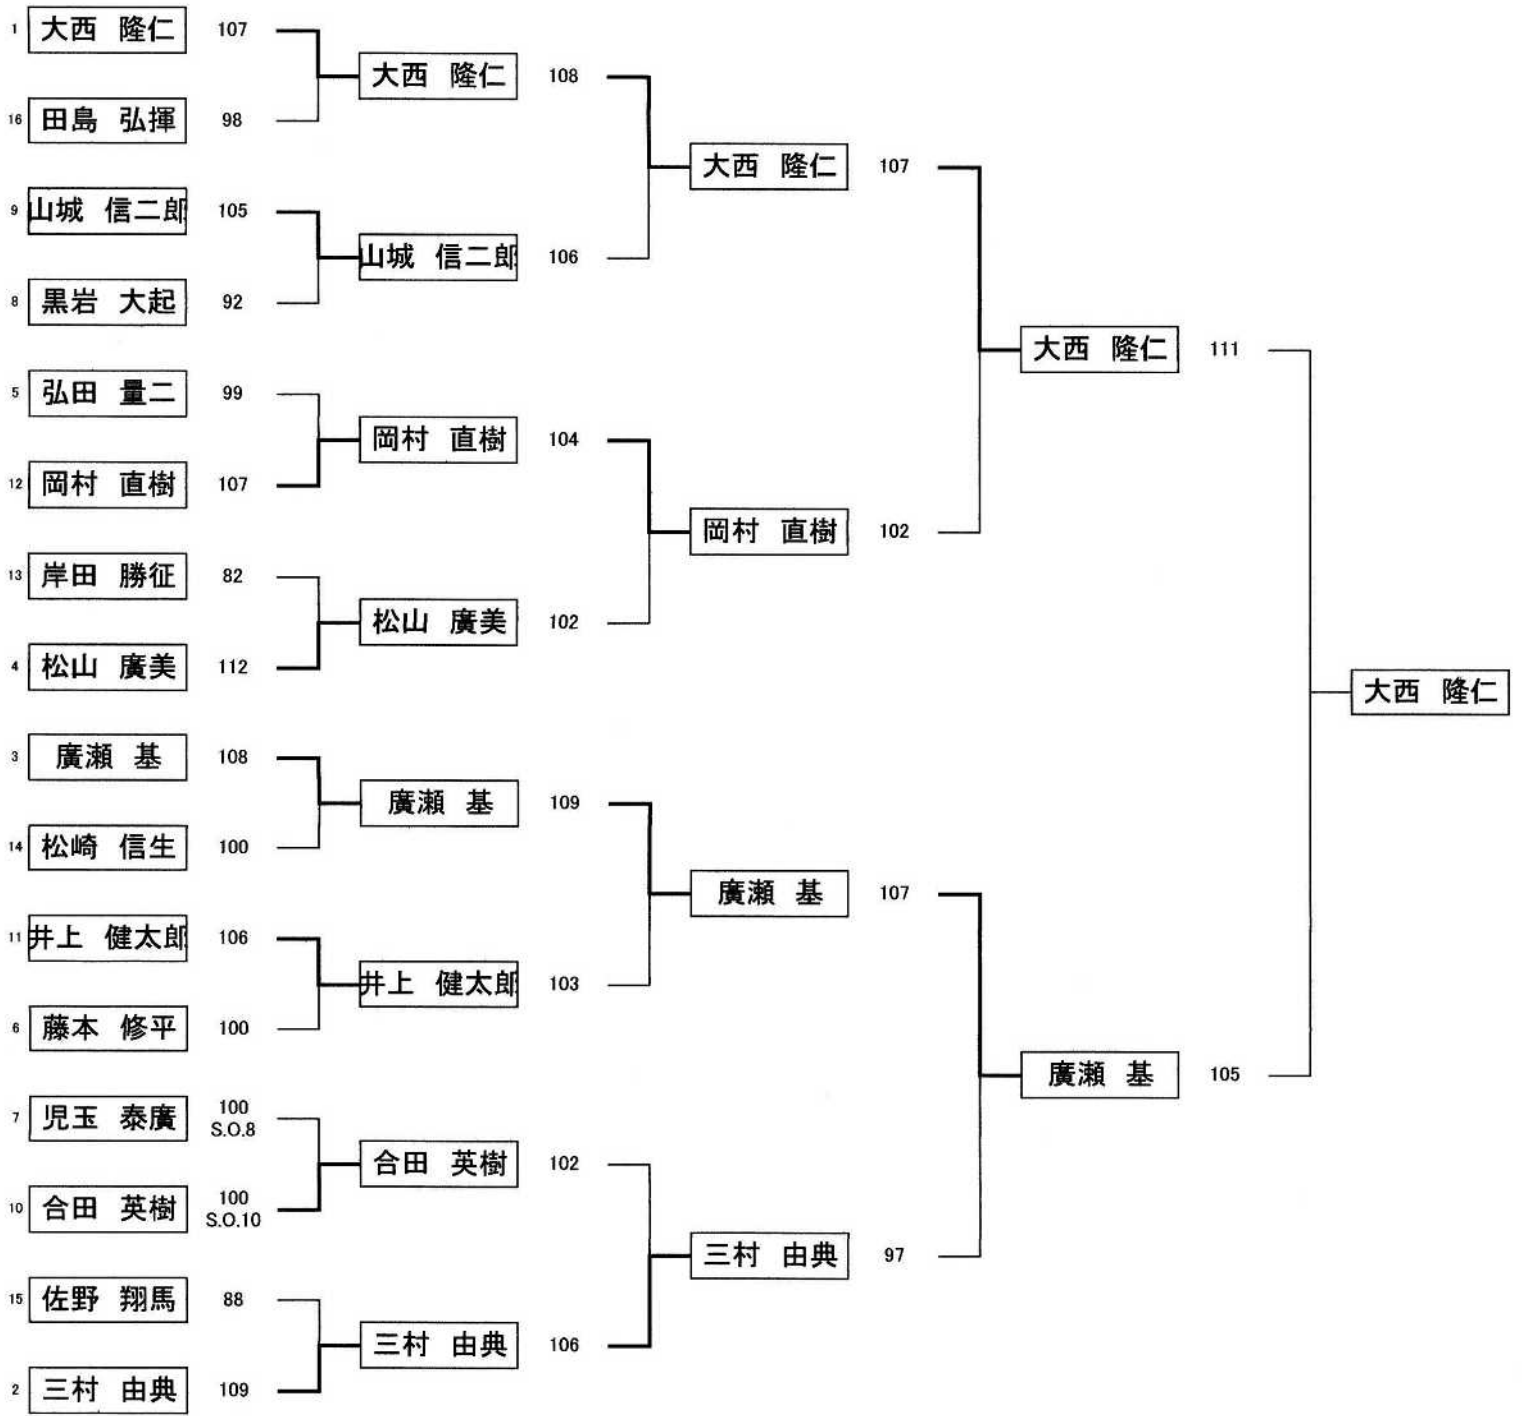 1 大西 隆仁 107
大西 隆仁 108
16 田島 弘揮 98
大西 隆仁 107
9 山城 信二郎 105
山城 信二郎 106
8 黒岩 大起 92
大西 隆仁 111
5 弘田 量二 99
岡村 直樹 104
12 岡村 直樹 107
岡村 直樹 102
13 岸田 勝征 82
松山 廣美 102
4 松山 廣美 112
大西 隆仁
3 廣瀬 基 108
廣瀬 基 109
14 松崎 信生 100
廣瀬 基 107
11 井上 健太郎 106
井上 健太郎 103
6 藤本 修平 100
廣瀬 基 105
7 児玉 泰廣 100
S.O.8
合田 英樹 102
10 合田 英樹 100
S.O.10
三村 由典 97
15 佐野 翔馬 88
三村 由典 106
2 三村 由典 109